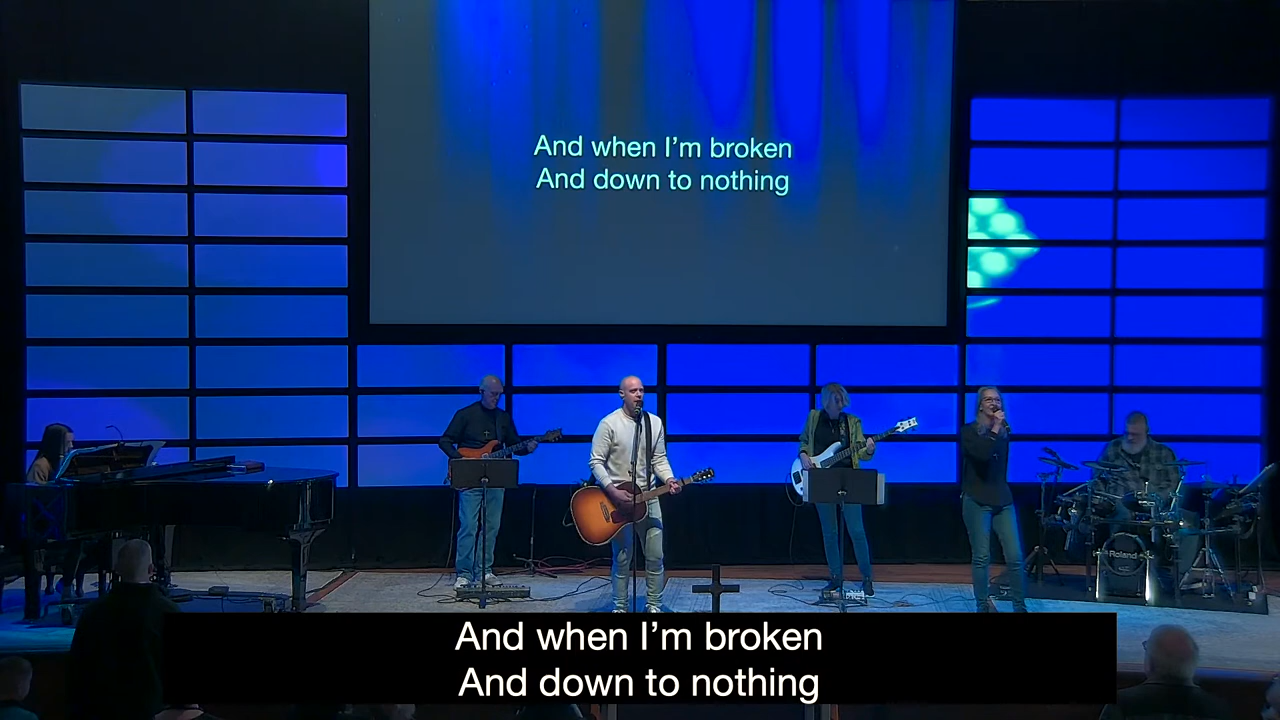 And when I'm broken
And down to nothing
Roland
And when I'm broken
And down to nothing